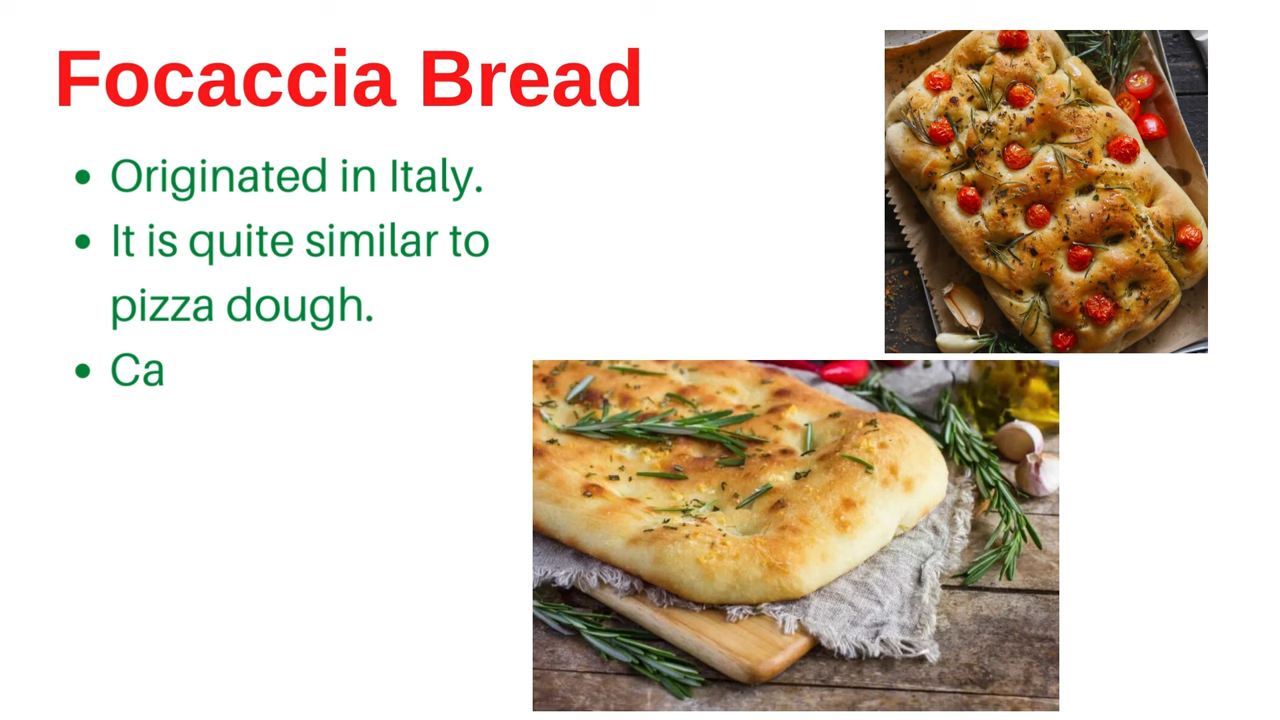 Focaccia Bread
• Originated in Italy.
• It is quite similar to
pizza dough.
• Ca